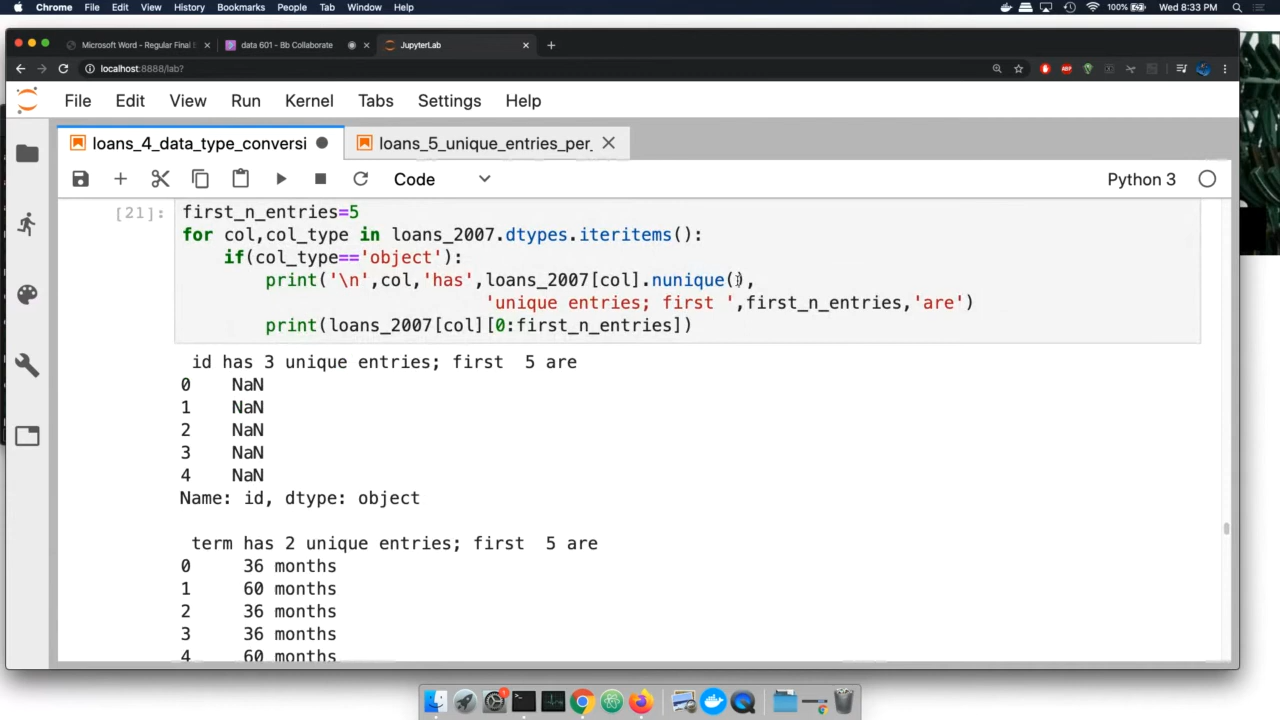 Chrome File Edit View History Bookmarks People Tab Window Help 100% Wed 8:33 PM
Microsoft Word - Regular Final E data 601 - Bb Collaborate JupyterLab
localhost:8888/lab?
File Edit View Run Kernel Tabs Settings Help
loans_4_data_type_conversi loans_5_unique_entries_per_
Code Python 3
[21]: first_n_entries=5
for col,col_type in loans_2007.dtypes.iteritems():
if(col_type=='object'):
print('\n',col,'has',loans_2007[col].nunique(),
'unique entries; first ',first_n_entries,'are')
print(loans_2007[col][0:first_n_entries])
id has 3 unique entries; first  5 are
0 NaN
1 NaN
2 NaN
3 NaN
4 NaN
Name: id, dtype: object
term has 2 unique entries; first  5 are
0 36 months
1 60 months
2 36 months
3 36 months
4 60 months